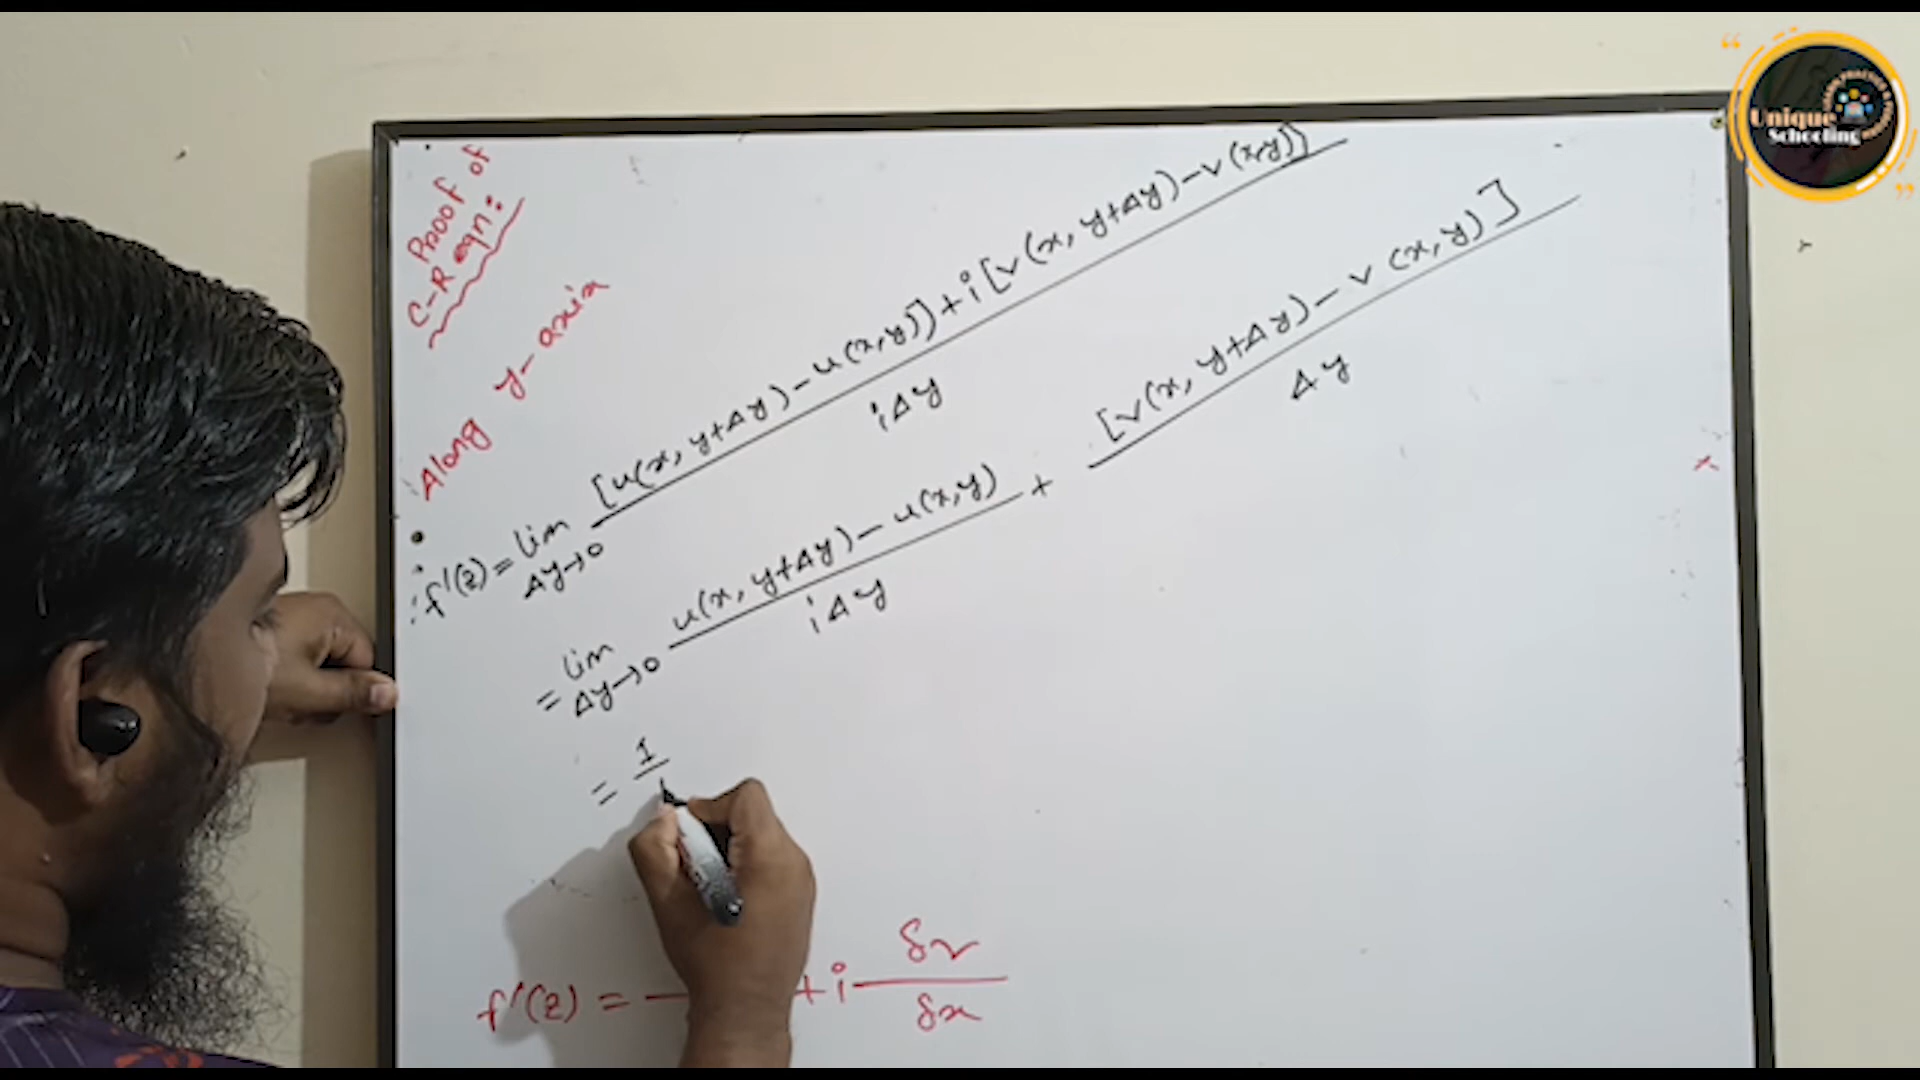 Proof of
C-R eqn:
Along y-axis
∴ f'(z) = lim Δy→0 [u(x, y+Δy) - u(x,y)] + i[v(x, y+Δy) - v(x,y)] / iΔy
= lim Δy→0 u(x, y+Δy) - u(x,y) / iΔy + [v(x, y+Δy) - v(x,y)] / Δy
= 1/
f'(z) = + i δv/δx
Unique
Schooling